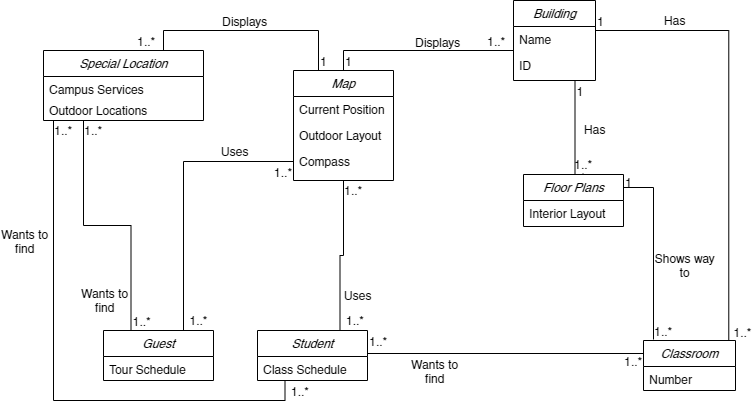 Building
Name
ID
1
Has
Displays
1..*
Special Location
Campus Services
Outdoor Locations
1..*
1..*
1
1
Displays
1..*
Map
Current Position
Outdoor Layout
Compass
1..*
1..*
Uses
1
Has
1..*
Floor Plans
Interior Layout
1
Wants to
find
Wants to
find
Shows way
to
Uses
1..*
1..*
1..*
1..*
1..*
Guest
Tour Schedule
Student
Class Schedule
1..*
1..*
Wants to
find
1..*
1..*
Classroom
Number